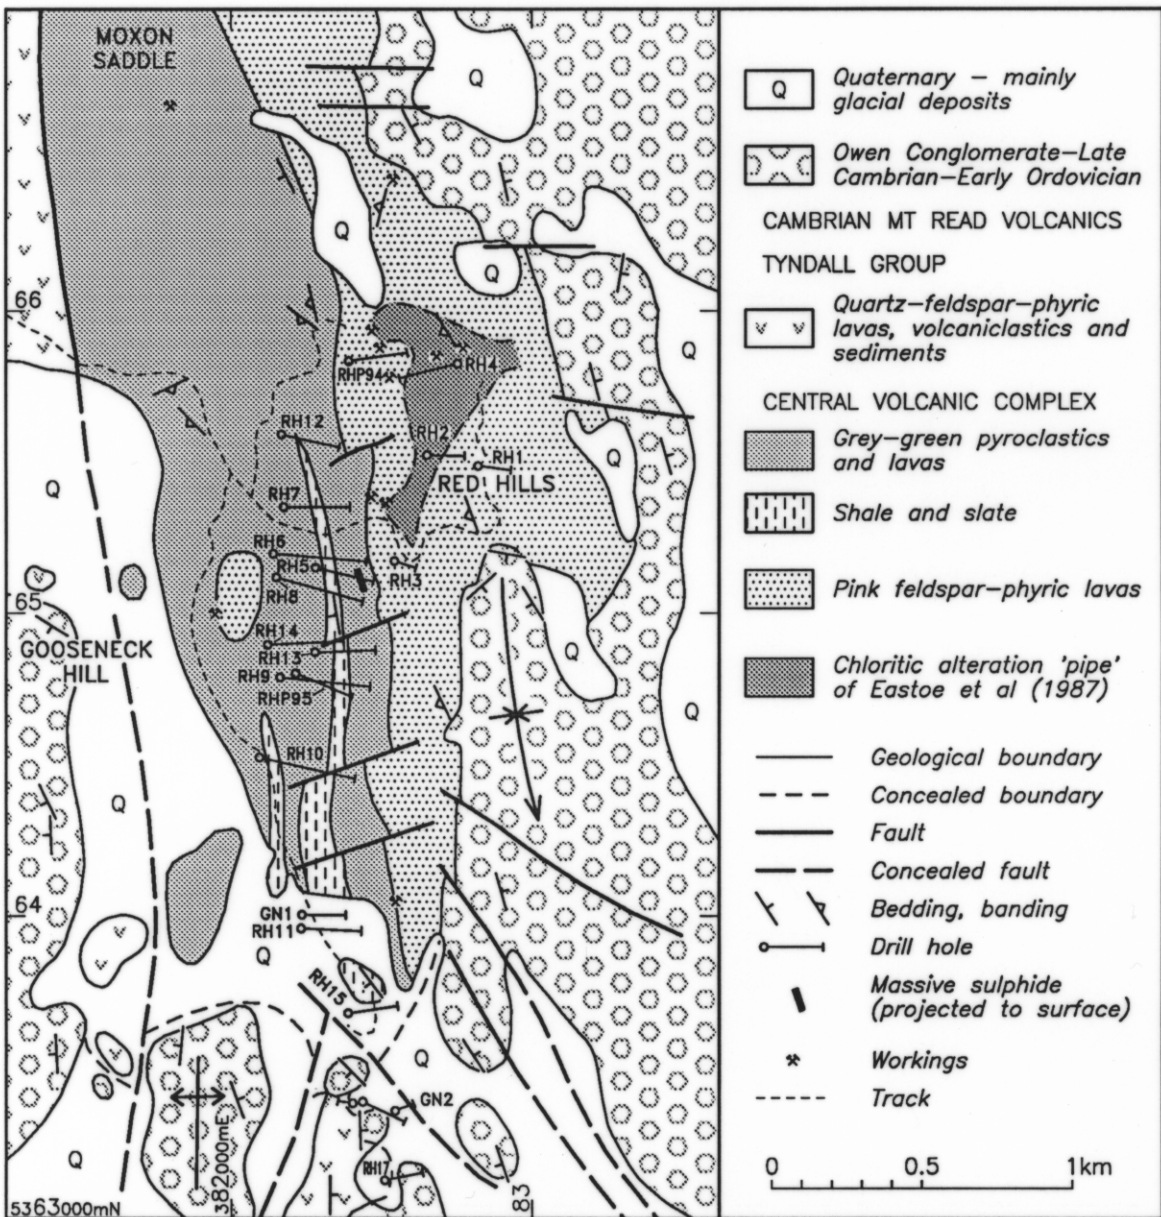 MOXON
SADDLE
Q
Q
Q
66
Q
RHP94
RH4
RH12
RH2
RH1
RED HILLS
Q
Q
RH7
RH6
RH5
RH3
RH8
65
GOOSENECK
HILL
RH14
RH13
RH9
RHP95
Q
RH10
Q
64
GN1
RH11
Q
RH15
Q
GN2
RH17
Q
382000mE
83
5363000mN
Q
Quaternary – mainly
glacial deposits
Owen Conglomerate–Late
Cambrian–Early Ordovician
CAMBRIAN MT READ VOLCANICS
TYNDALL GROUP
Quartz–feldspar–phyric
lavas, volcaniclastics and
sediments
CENTRAL VOLCANIC COMPLEX
Grey–green pyroclastics
and lavas
Shale and slate
Pink feldspar–phyric lavas
Chloritic alteration 'pipe'
of Eastoe et al (1987)
Geological boundary
Concealed boundary
Fault
Concealed fault
Bedding, banding
Drill hole
Massive sulphide
(projected to surface)
Workings
Track
0 0.5 1km